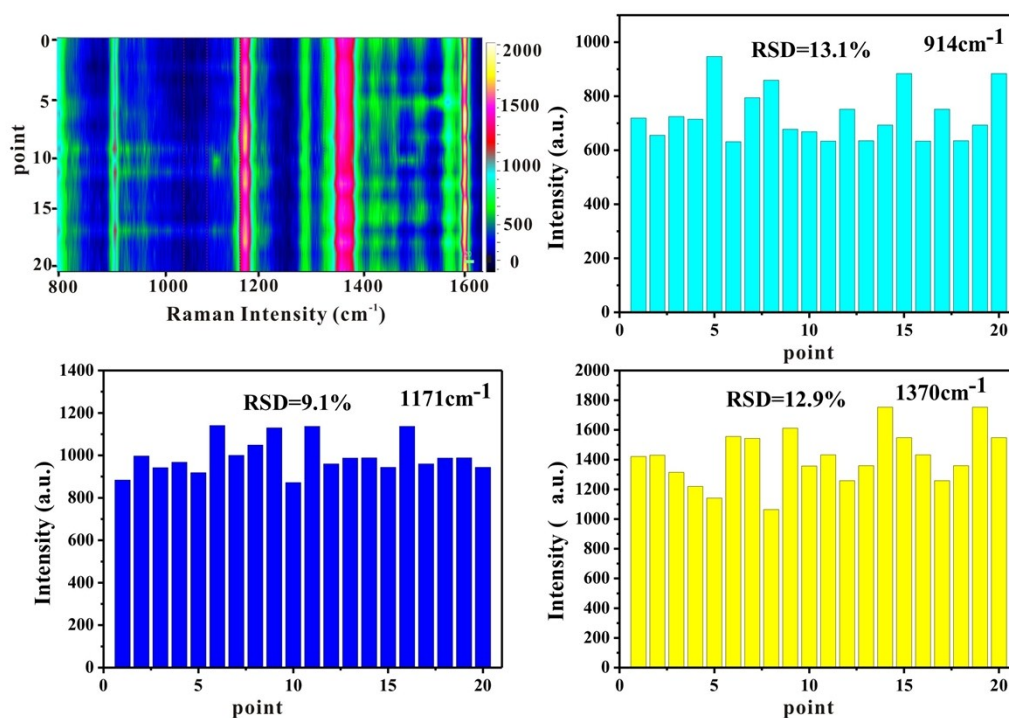 0
5
10
15
20
point
800
1000
1200
1400
1600
Raman Intensity (cm-1)
2000
1500
1000
500
0
RSD=13.1% 914cm-1
1000
800
600
400
200
0
Intensity (a.u.)
0 5 10 15 20
point
RSD=9.1% 1171cm-1
1400
1200
1000
800
600
400
200
0
Intensity (a.u.)
0 5 10 15 20
point
RSD=12.9% 1370cm-1
2000
1800
1600
1400
1200
1000
800
600
400
200
0
Intensity ( a.u.)
0 5 10 15 20
point